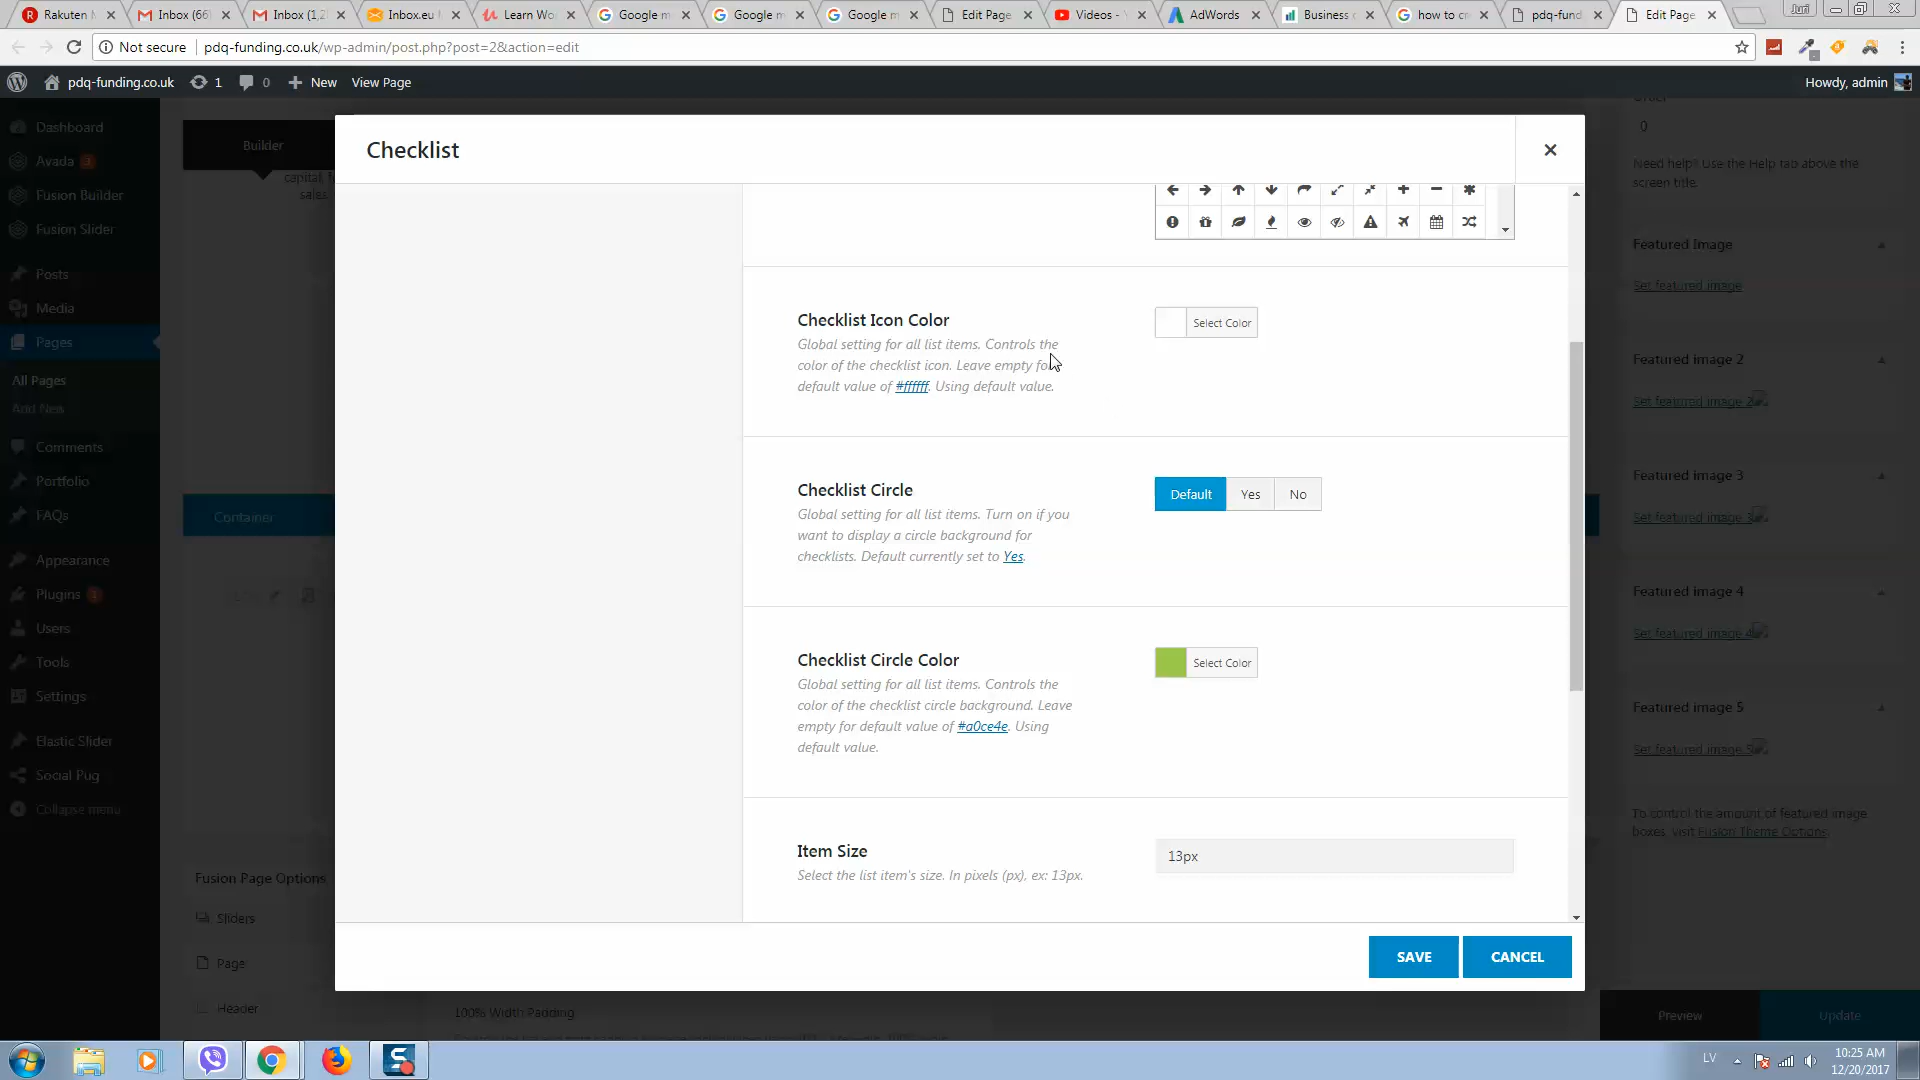 Rakuten
Inbox (66
Inbox (1,2
Inbox.eu
Learn Wo
Google m
Google m
Google m
Edit Page
Videos -
AdWords
Business
how to cr
pdq-fund
Edit Page
Juri
Not secure
pdq-funding.co.uk/wp-admin/post.php?post=2&action=edit
pdq-funding.co.uk
1
0
New
View Page
Howdy, admin
Dashboard
Avada 3
Fusion Builder
Fusion Slider
Posts
Media
Pages
All Pages
Add New
Comments
Portfolio
FAQs
Appearance
Plugins 1
Users
Tools
Settings
Elastic Slider
Social Pug
Collapse menu
Builder
sales.
Container
Fusion Page Options
Sliders
Page
Header
100% Width Padding
Checklist
Checklist Icon Color
Global setting for all list items. Controls the
color of the checklist icon. Leave empty for
default value of #ffffff. Using default value.
Select Color
Checklist Circle
Global setting for all list items. Turn on if you
want to display a circle background for
checklists. Default currently set to Yes.
Default
Yes
No
Checklist Circle Color
Global setting for all list items. Controls the
color of the checklist circle background. Leave
empty for default value of #a0ce4e. Using
default value.
Select Color
Item Size
Select the list item's size. In pixels (px), ex: 13px.
13px
SAVE
CANCEL
0
Need help? Use the Help tab above the
screen title.
Featured Image
Set featured image
Featured image 2
Set featured image 2
Featured image 3
Set featured image 3
Featured image 4
Set featured image 4
Featured image 5
Set featured image 5
To control the amount of featured image
boxes, visit Fusion Theme Options.
Preview
Update
LV
10:25 AM
12/20/2017